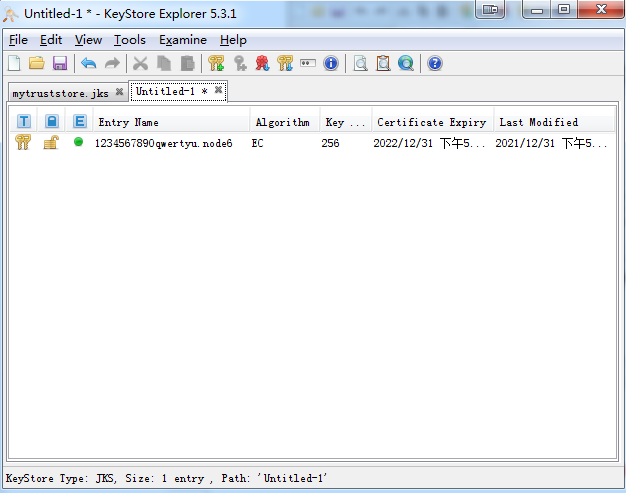 Untitled-1 * - KeyStore Explorer 5.3.1
File Edit View Tools Examine Help
mytruststore.jks Untitled-1 *
T E Entry Name Algorithm Key ... Certificate Expiry Last Modified
1234567890qwertyu.node6 EC 256 2022/12/31 下午5... 2021/12/31 下午5...
KeyStore Type: JKS, Size: 1 entry , Path: 'Untitled-1'